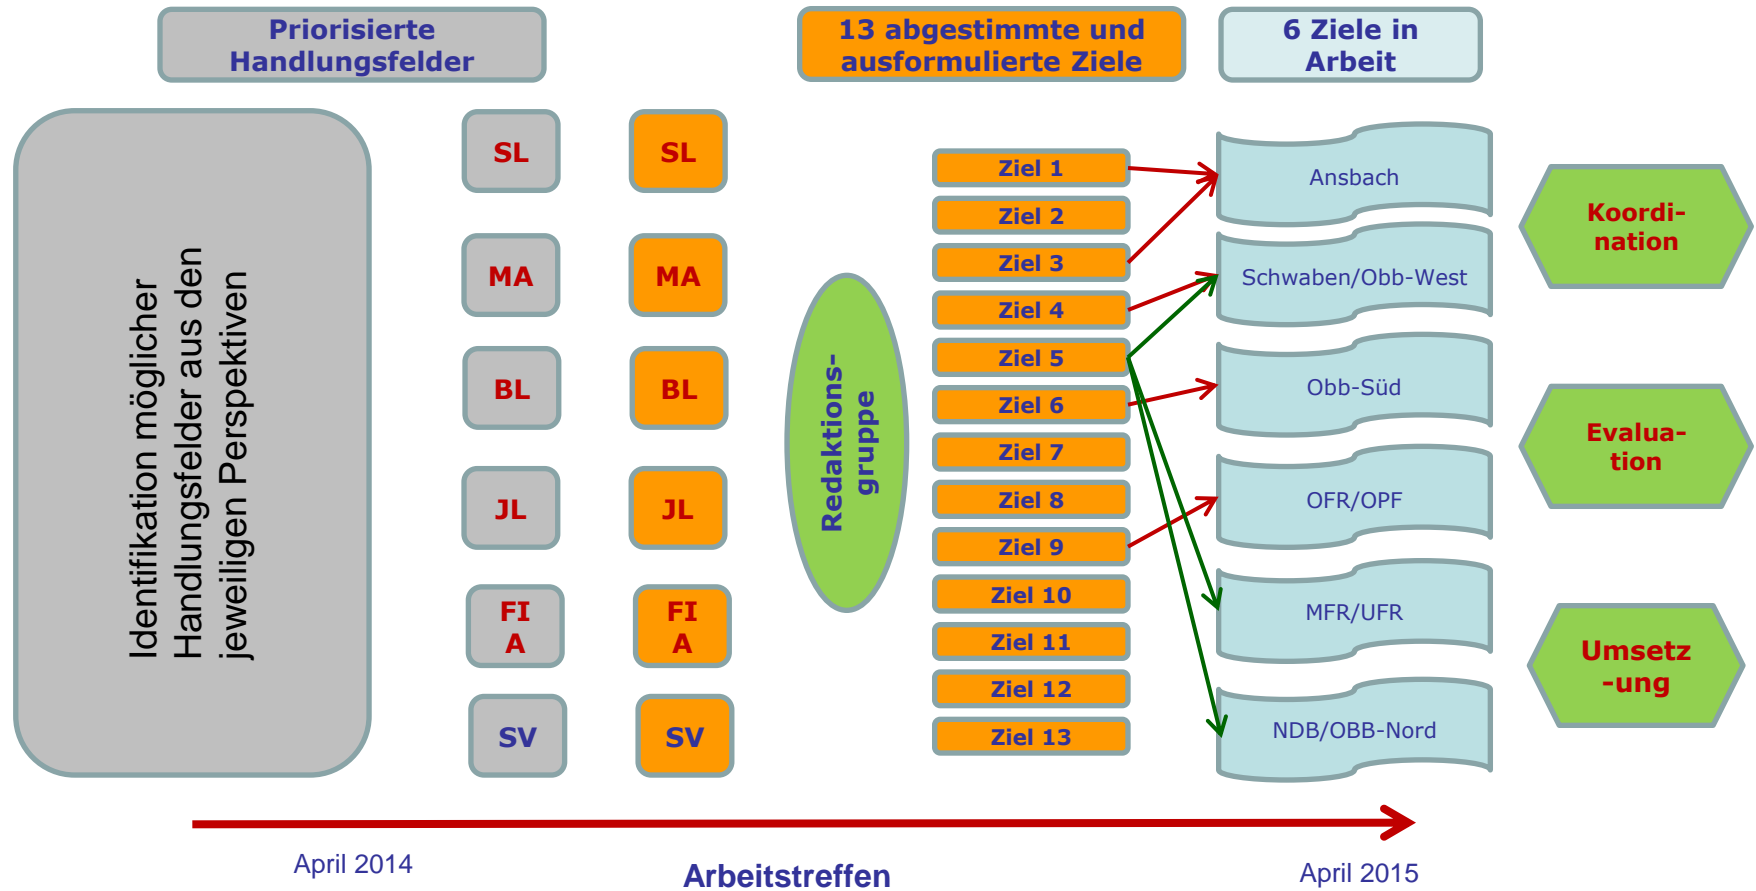 Priorisierte
Handlungsfelder
13 abgestimmte und
ausformulierte Ziele
6 Ziele in
Arbeit
Identifikation möglicher
Handlungsfelder aus den
jeweiligen Perspektiven
SL
MA
BL
JL
FI
A
SV
SL
MA
BL
JL
FI
A
SV
Redaktions-
gruppe
Ziel 1
Ziel 2
Ziel 3
Ziel 4
Ziel 5
Ziel 6
Ziel 7
Ziel 8
Ziel 9
Ziel 10
Ziel 11
Ziel 12
Ziel 13
Ansbach
Schwaben/Obb-West
Obb-Süd
OFR/OPF
MFR/UFR
NDB/OBB-Nord
Koordi-
nation
Evalua-
tion
Umsetz
-ung
April 2014
Arbeitstreffen
April 2015